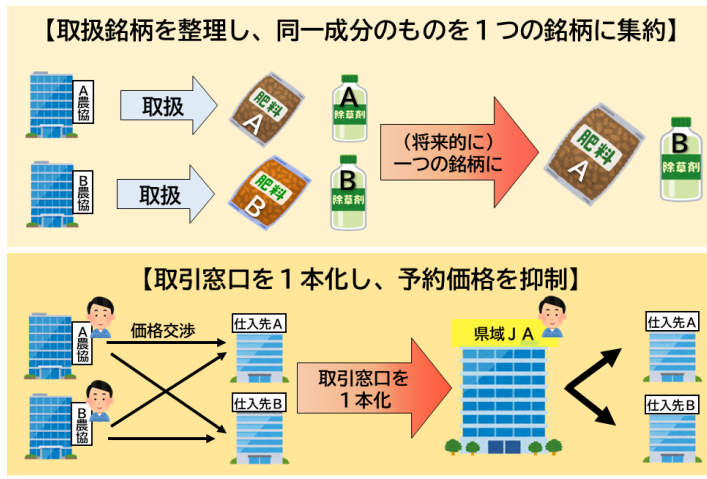 【取扱銘柄を整理し、同一成分のものを１つの銘柄に集約】
A農協
取扱
肥料
A
A
除草剤
B農協
取扱
肥料
B
B
除草剤
（将来的に）
一つの銘柄に
肥料
A
B
除草剤
【取引窓口を１本化し、予約価格を抑制】
A農協
B農協
価格交渉
仕入先A
仕入先B
取引窓口を
１本化
県域ＪＡ
仕入先A
仕入先B